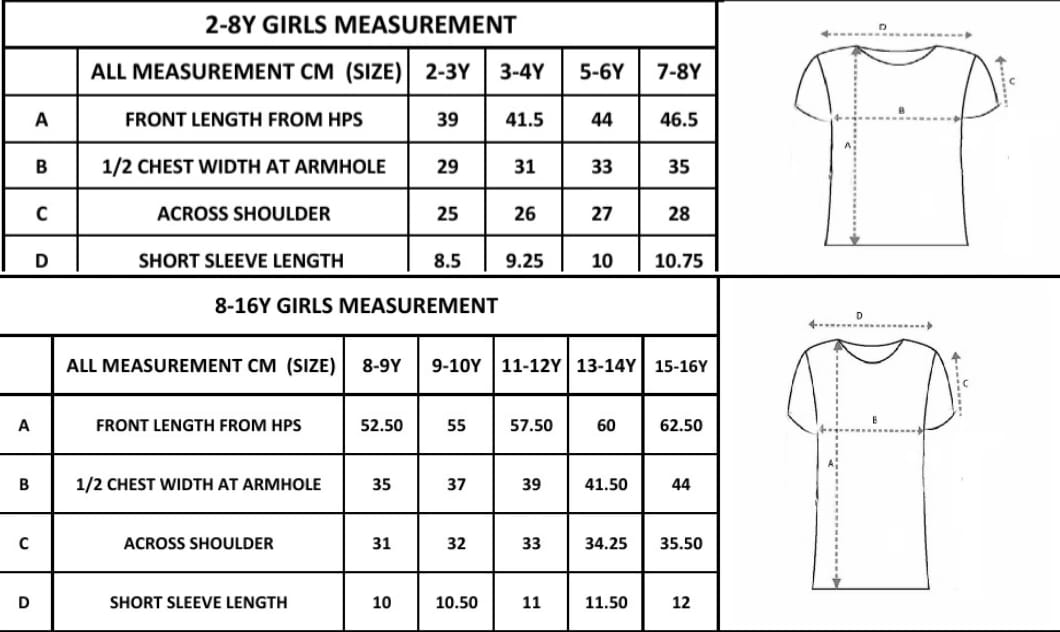 2-8Y GIRLS MEASUREMENT
ALL MEASUREMENT CM (SIZE) 2-3Y 3-4Y 5-6Y 7-8Y
A FRONT LENGTH FROM HPS 39 41.5 44 46.5
B 1/2 CHEST WIDTH AT ARMHOLE 29 31 33 35
C ACROSS SHOULDER 25 26 27 28
D SHORT SLEEVE LENGTH 8.5 9.25 10 10.75
D
C
B
A
8-16Y GIRLS MEASUREMENT
ALL MEASUREMENT CM (SIZE) 8-9Y 9-10Y 11-12Y 13-14Y 15-16Y
A FRONT LENGTH FROM HPS 52.50 55 57.50 60 62.50
B 1/2 CHEST WIDTH AT ARMHOLE 35 37 39 41.50 44
C ACROSS SHOULDER 31 32 33 34.25 35.50
D SHORT SLEEVE LENGTH 10 10.50 11 11.50 12
D
C
B
A